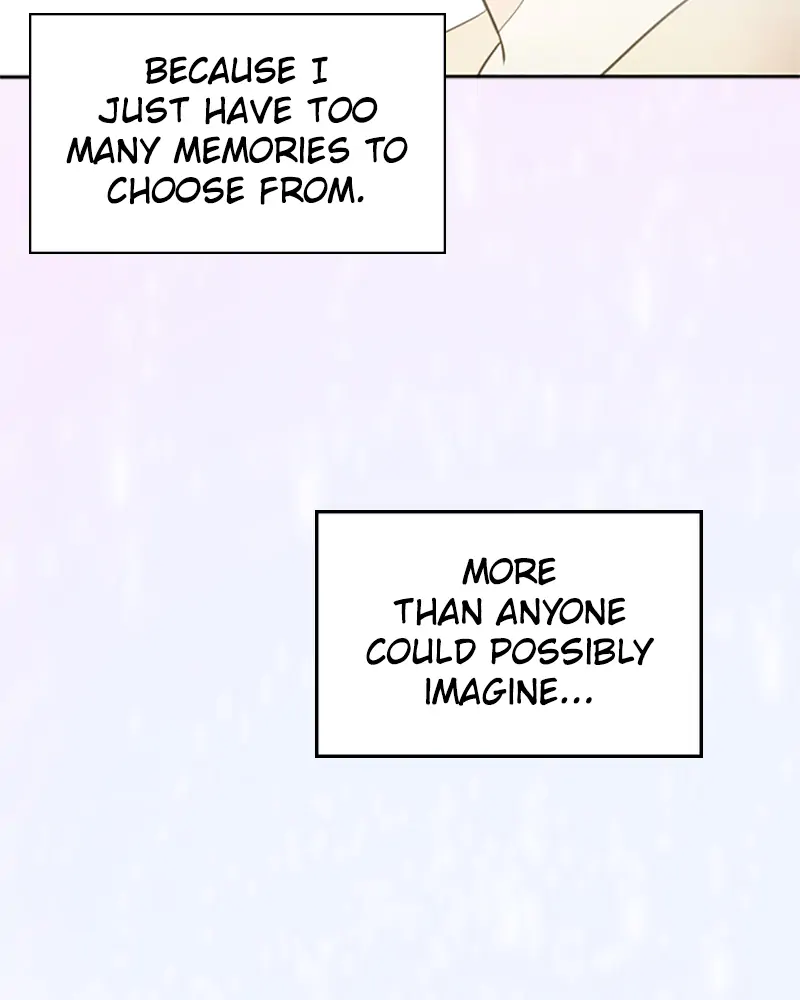 BECAUSE I
JUST HAVE TOO
MANY MEMORIES TO
CHOOSE FROM.
MORE
THAN ANYONE
COULD POSSIBLY
IMAGINE...